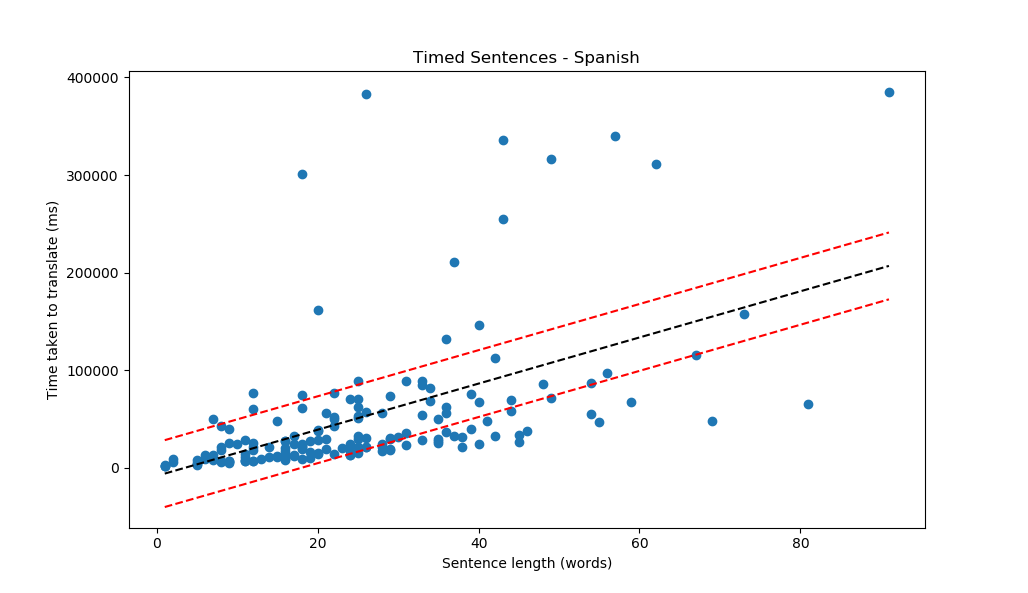 Timed Sentences - Spanish
400000
300000
200000
100000
0
Time taken to translate (ms)
0 20 40 60 80
Sentence length (words)